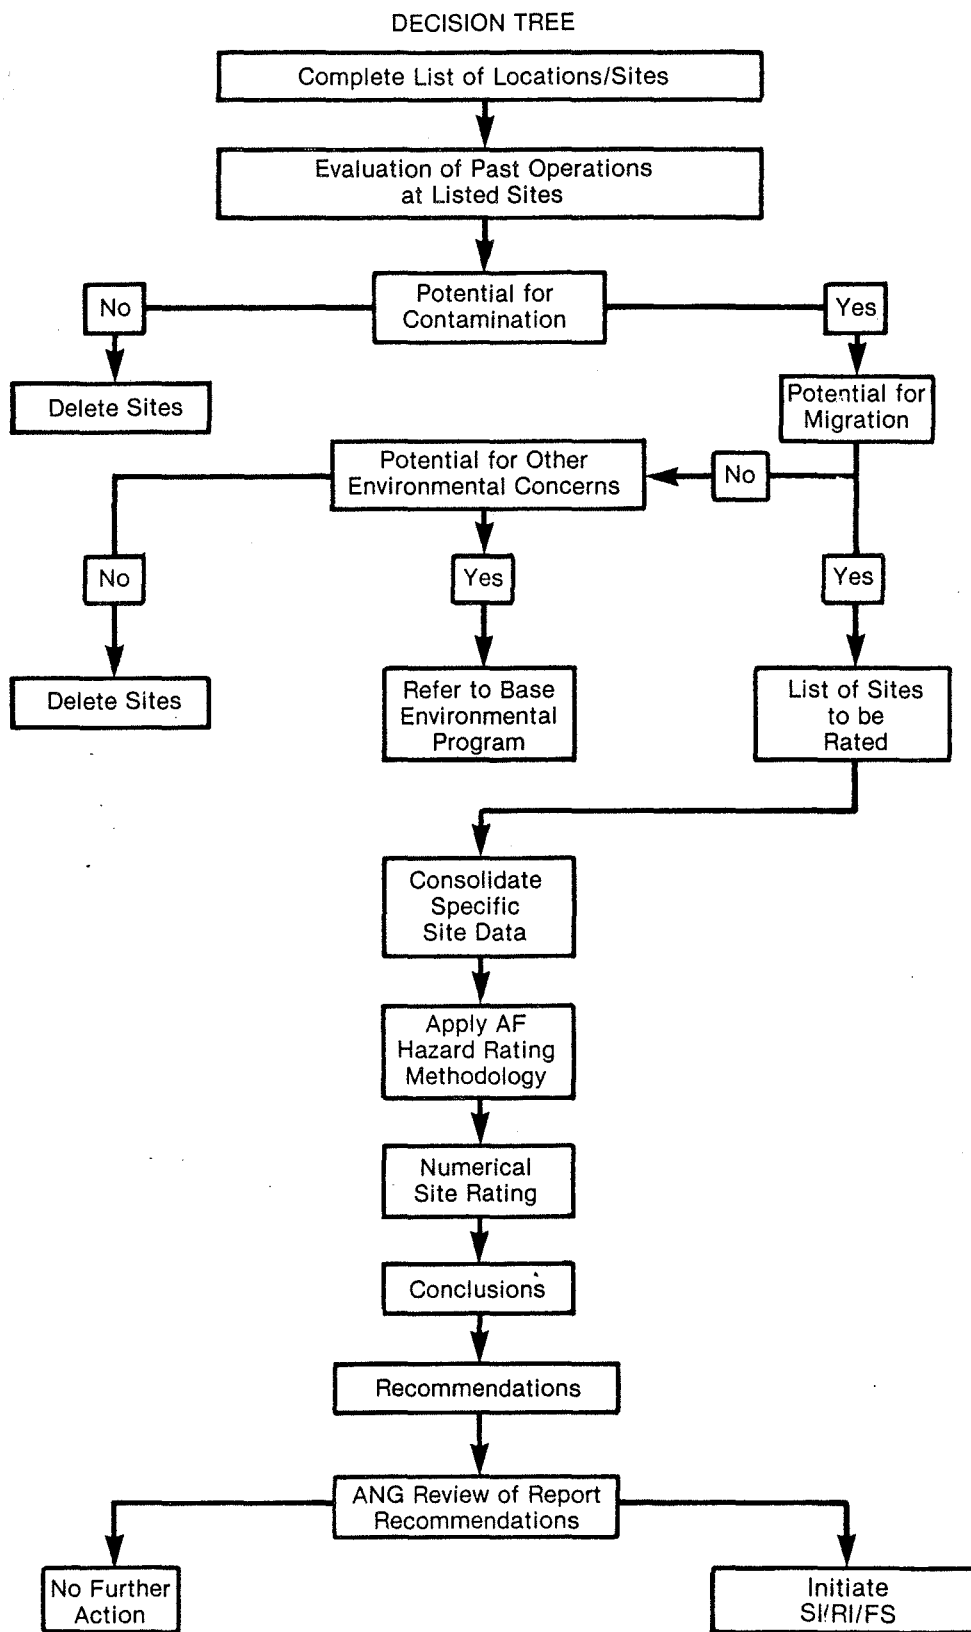 DECISION TREE
Complete List of Locations/Sites
Evaluation of Past Operations
at Listed Sites
Potential for
Contamination
No
Yes
Delete Sites
Potential for
Migration
Potential for Other
Environmental Concerns
No
No
Yes
Yes
Delete Sites
Refer to Base
Environmental
Program
List of Sites
to be
Rated
Consolidate
Specific
Site Data
Apply AF
Hazard Rating
Methodology
Numerical
Site Rating
Conclusions
Recommendations
ANG Review of Report
Recommendations
No Further
Action
Initiate
SI/RI/FS